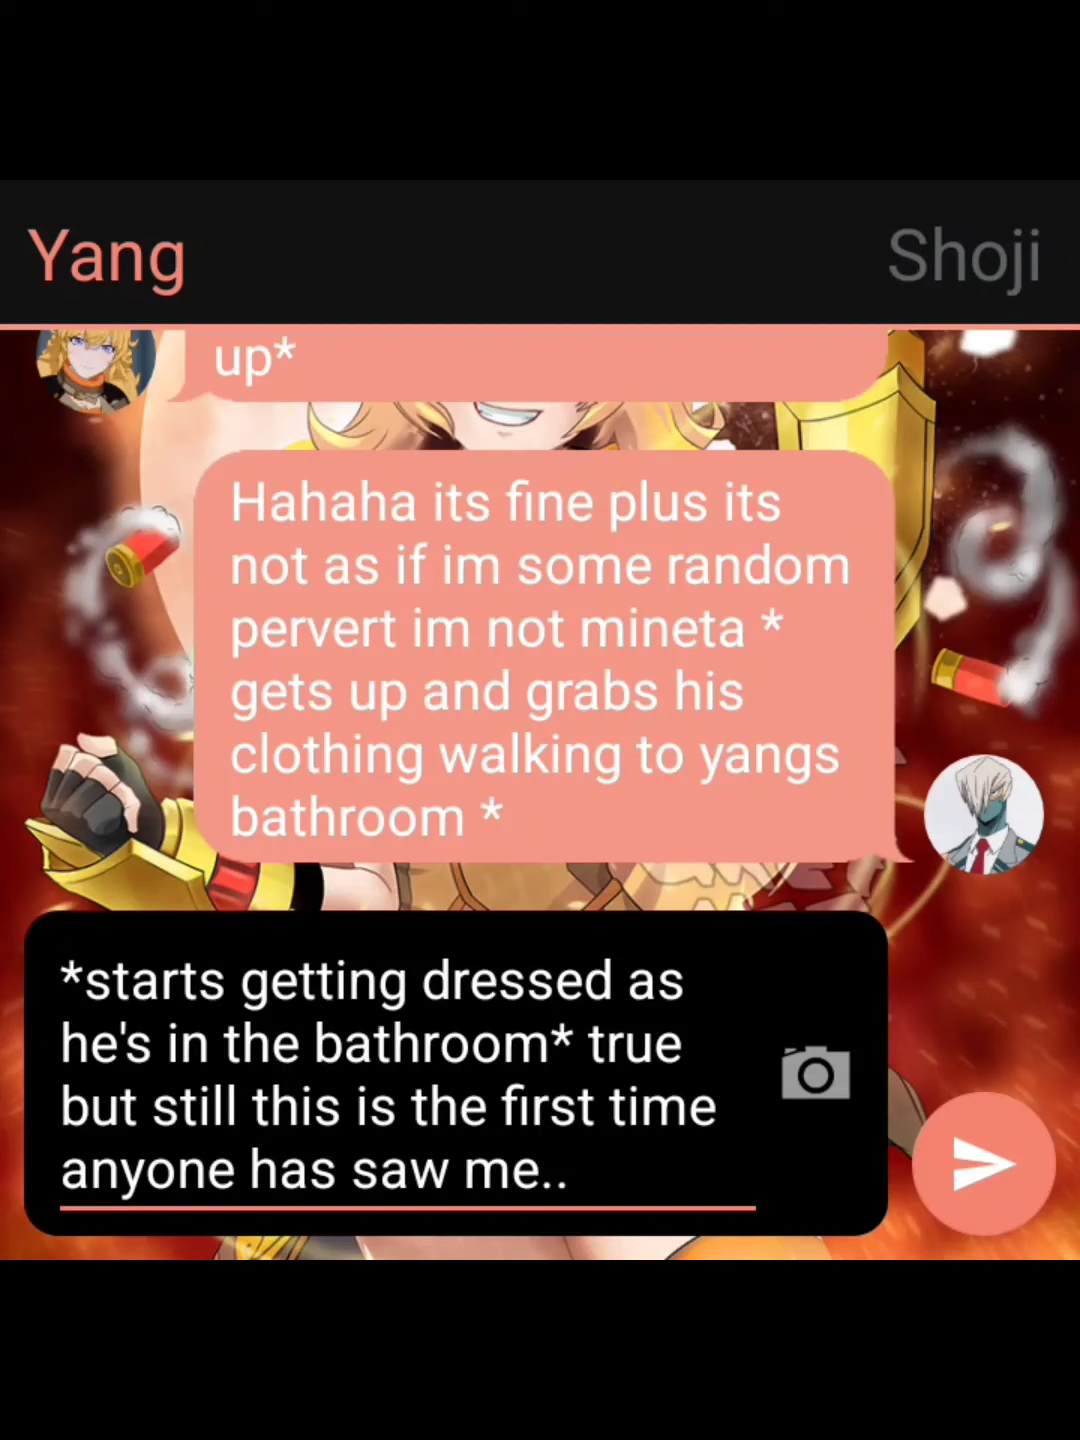 Yang
Shoji
up*
Hahaha its fine plus its
not as if im some random
pervert im not mineta *
gets up and grabs his
clothing walking to yangs
bathroom *
*starts getting dressed as
he's in the bathroom* true
but still this is the first time
anyone has saw me..